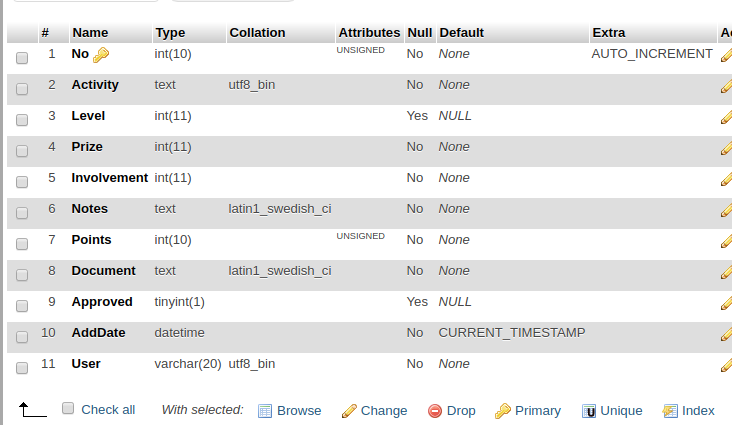 # Name Type Collation Attributes Null Default Extra
1 No int(10) UNSIGNED No None AUTO_INCREMENT
2 Activity text utf8_bin No None
3 Level int(11) Yes NULL
4 Prize int(11) No None
5 Involvement int(11) No None
6 Notes text latin1_swedish_ci No None
7 Points int(10) UNSIGNED No None
8 Document text latin1_swedish_ci No None
9 Approved tinyint(1) Yes NULL
10 AddDate datetime No CURRENT_TIMESTAMP
11 User varchar(20) utf8_bin No None
Check all With selected: Browse Change Drop Primary Unique Index